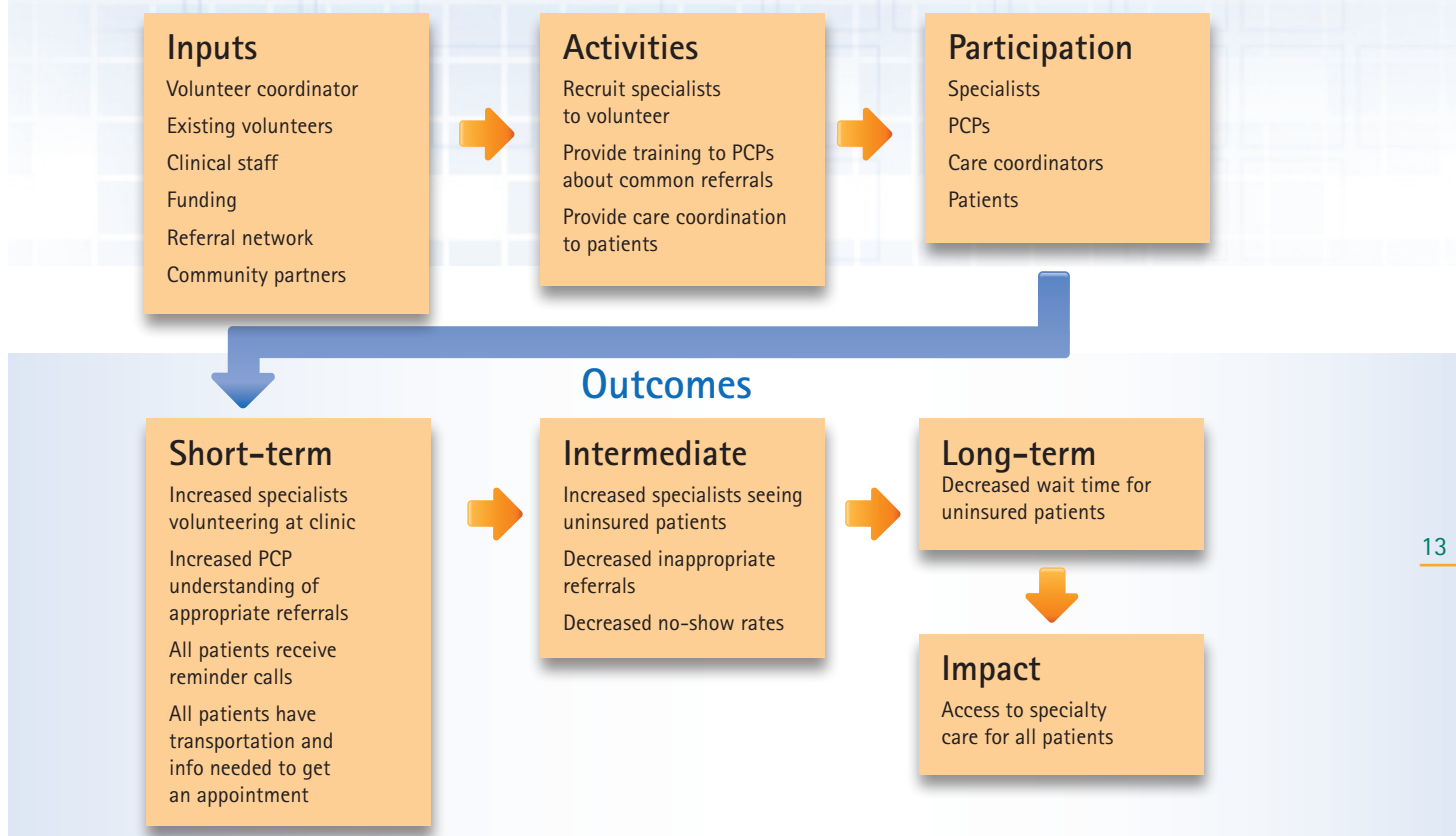 Inputs
Volunteer coordinator
Existing volunteers
Clinical staff
Funding
Referral network
Community partners
Activities
Recruit specialists
to volunteer
Provide training to PCPs
about common referrals
Provide care coordination
to patients
Participation
Specialists
PCPs
Care coordinators
Patients
Outcomes
Short-term
Increased specialists
volunteering at clinic
Increased PCP
understanding of
appropriate referrals
All patients receive
reminder calls
All patients have
transportation and
info needed to get
an appointment
Intermediate
Increased specialists seeing
uninsured patients
Decreased inappropriate
referrals
Decreased no-show rates
Long-term
Decreased wait time for
uninsured patients
Impact
Access to specialty
care for all patients
13